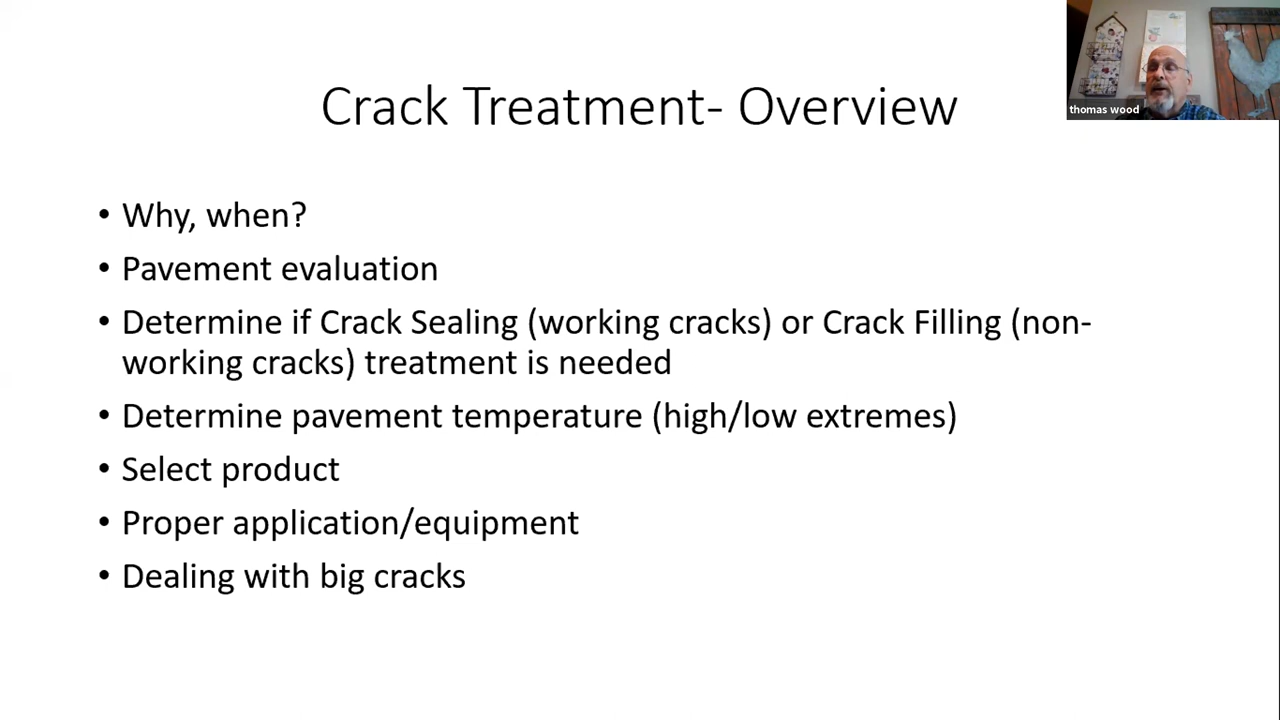 Crack Treatment- Overview
thomas wood
• Why, when?
• Pavement evaluation
• Determine if Crack Sealing (working cracks) or Crack Filling (non-
working cracks) treatment is needed
• Determine pavement temperature (high/low extremes)
• Select product
• Proper application/equipment
• Dealing with big cracks